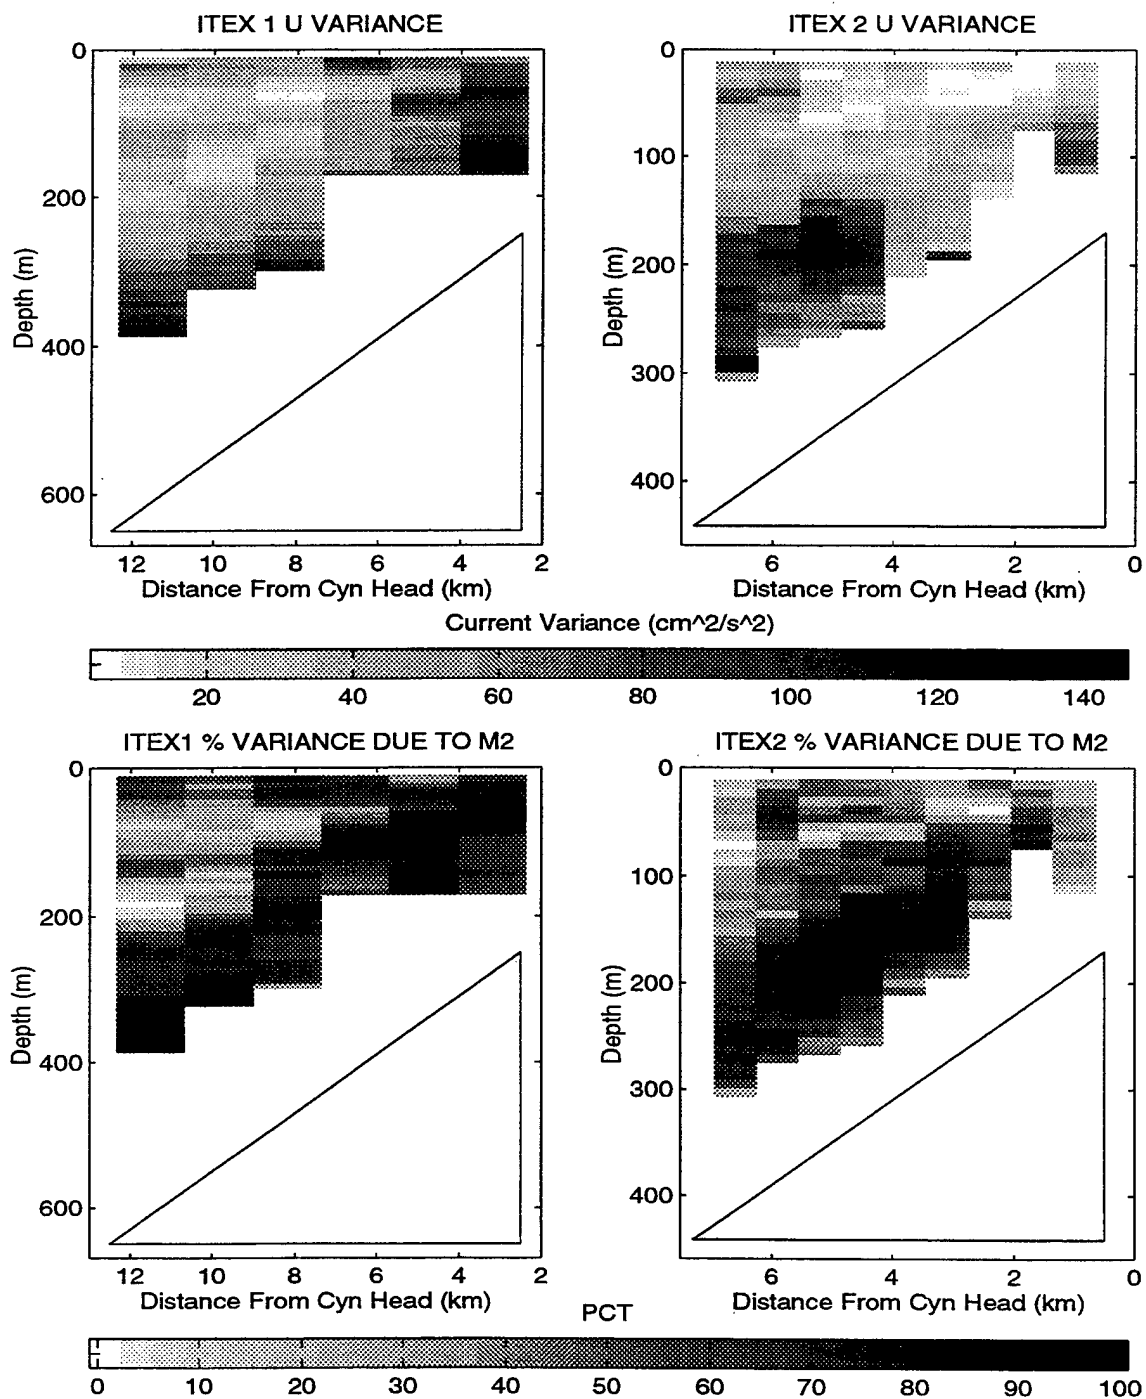 ITEX 1 U VARIANCE
0
200
400
600
Depth (m)
12 10 8 6 4 2
Distance From Cyn Head (km)
ITEX 2 U VARIANCE
0
100
200
300
400
Depth (m)
6 4 2 0
Distance From Cyn Head (km)
Current Variance (cm^2/s^2)
20 40 60 80 100 120 140
ITEX1 % VARIANCE DUE TO M2
0
200
400
600
Depth (m)
12 10 8 6 4 2
Distance From Cyn Head (km)
ITEX2 % VARIANCE DUE TO M2
0
100
200
300
400
Depth (m)
6 4 2 0
Distance From Cyn Head (km)
PCT
0 10 20 30 40 50 60 70 80 90 100